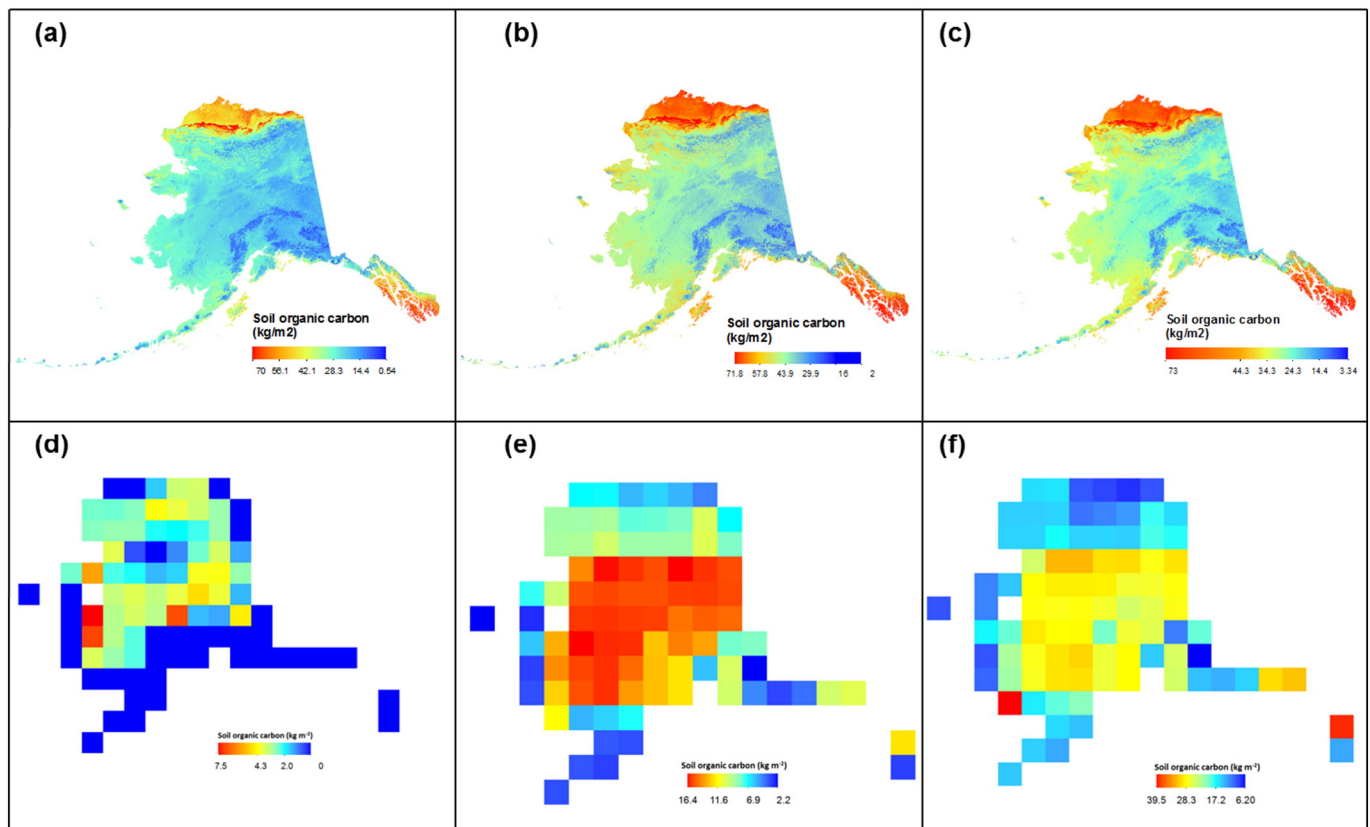 (a)
(b)
(c)
Soil organic carbon
(kg/m2)
70 56.1 42.1 28.3 14.4 0.54
Soil organic carbon
(kg/m2)
71.8 57.8 43.9 29.9 16 2
Soil organic carbon
(kg/m2)
73 44.3 34.3 24.3 14.4 3.34
(d)
(e)
(f)
Soil organic carbon (kg m⁻²)
7.5 4.3 2.0 0
Soil organic carbon (kg m⁻²)
16.4 11.6 6.9 2.2
Soil organic carbon (kg m⁻²)
39.5 28.3 17.2 6.20